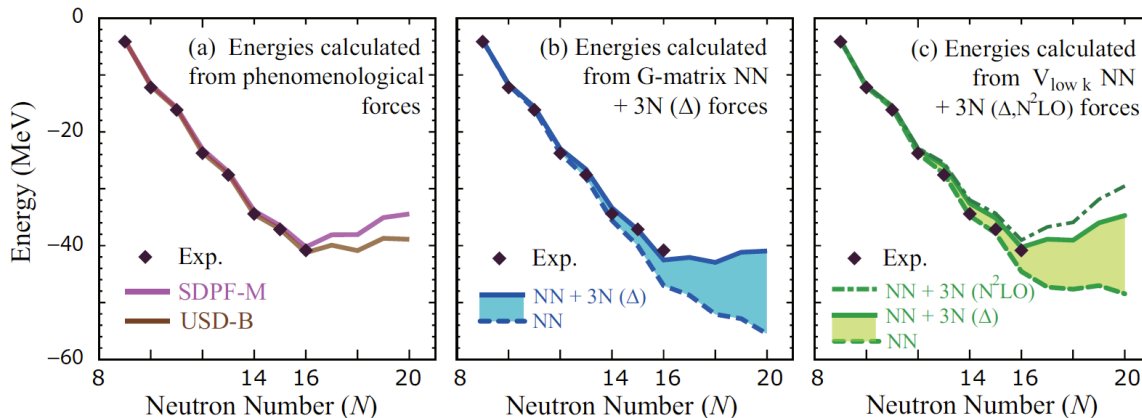 0
−20
−40
−60
Energy (MeV)
(a) Energies calculated
from phenomenological
forces
Exp.
SDPF-M
USD-B
8
14
16
20
Neutron Number (N)
(b) Energies calculated
from G-matrix NN
+ 3N (Δ) forces
Exp.
NN + 3N (Δ)
NN
8
14
16
20
Neutron Number (N)
(c) Energies calculated
from V low k NN
+ 3N (Δ,N²LO) forces
Exp.
NN + 3N (N²LO)
NN + 3N (Δ)
NN
8
14
16
20
Neutron Number (N)